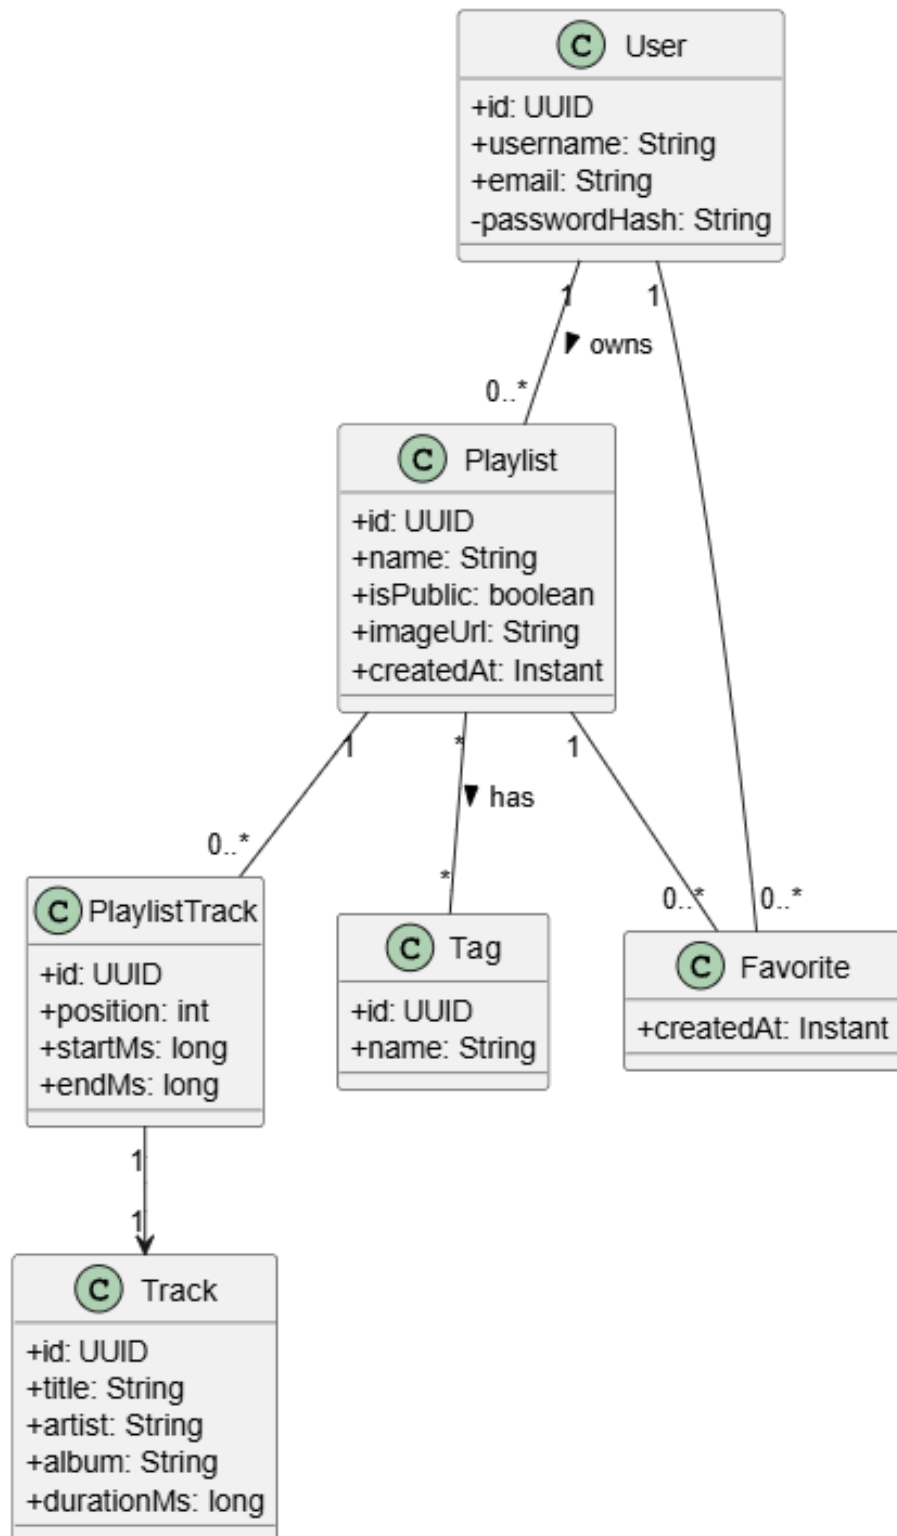 C User
+id: UUID
+username: String
+email: String
-passwordHash: String
1
1
owns
0..*
C Playlist
+id: UUID
+name: String
+isPublic: boolean
+imageUrl: String
+createdAt: Instant
1
*
1
has
0..*
*
0..*
0..*
C PlaylistTrack
+id: UUID
+position: int
+startMs: long
+endMs: long
C Tag
+id: UUID
+name: String
C Favorite
+createdAt: Instant
1
1
C Track
+id: UUID
+title: String
+artist: String
+album: String
+durationMs: long